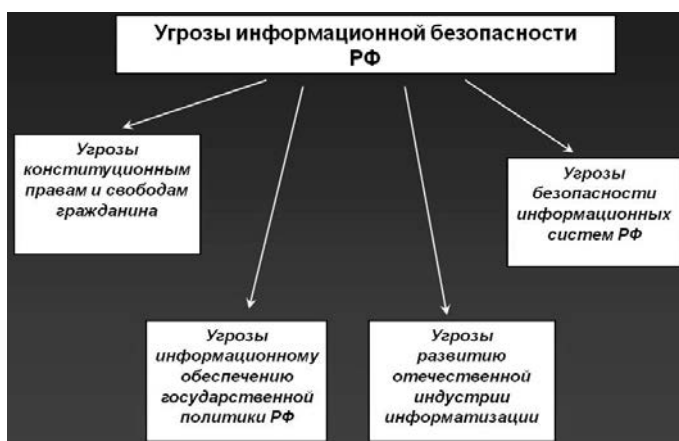 Угрозы информационной безопасности
РФ
Угрозы
конституционным
правам и свободам
гражданина
Угрозы
безопасности
информационных
систем РФ
Угрозы
информационному
обеспечению
государственной
политики РФ
Угрозы
развитию
отечественной
индустрии
информатизации